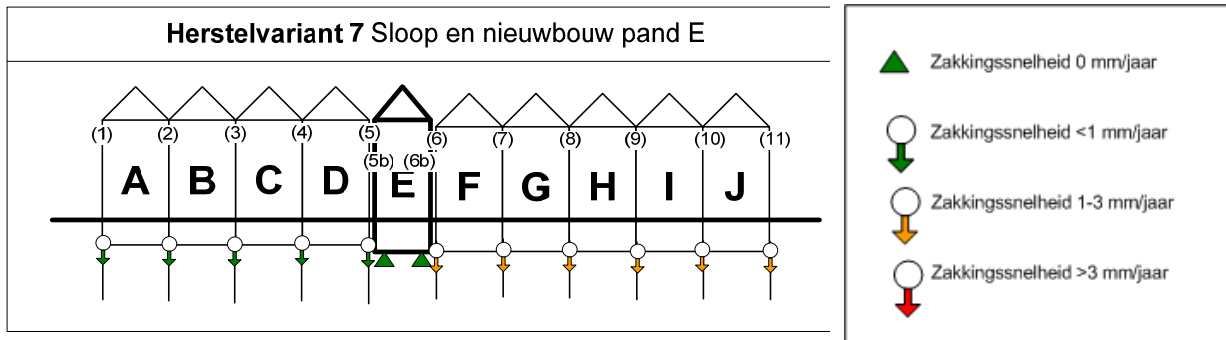 Herstelvariant 7 Sloop en nieuwbouw pand E
(1) (2) (3) (4) (5) (6) (7) (8) (9) (10) (11)
(5b) (6b)
A B C D E F G H I J
Zakkingssnelheid 0 mm/jaar
Zakkingssnelheid <1 mm/jaar
Zakkingssnelheid 1-3 mm/jaar
Zakkingssnelheid >3 mm/jaar